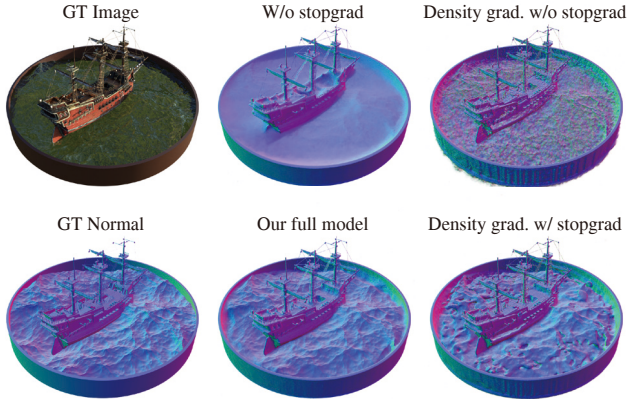 GT Image
W/o stopgrad
Density grad. w/o stopgrad
GT Normal
Our full model
Density grad. w/ stopgrad